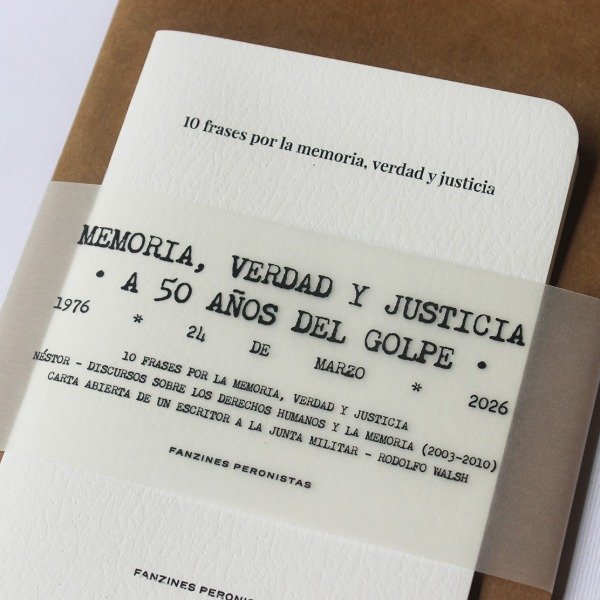 10 frases por la memoria, verdad y justicia
MEMORIA, VERDAD Y JUSTICIA
• A 50 AÑOS DEL GOLPE •
1976 * 24 DE MARZO * 2026
10 FRASES POR LA MEMORIA, VERDAD Y JUSTICIA
NÉSTOR - DISCURSOS SOBRE LOS DERECHOS HUMANOS Y LA MEMORIA (2003-2010)
CARTA ABIERTA DE UN ESCRITOR A LA JUNTA MILITAR - RODOLFO WALSH
FANZINES PERONISTAS
FANZINES PERONISTAS